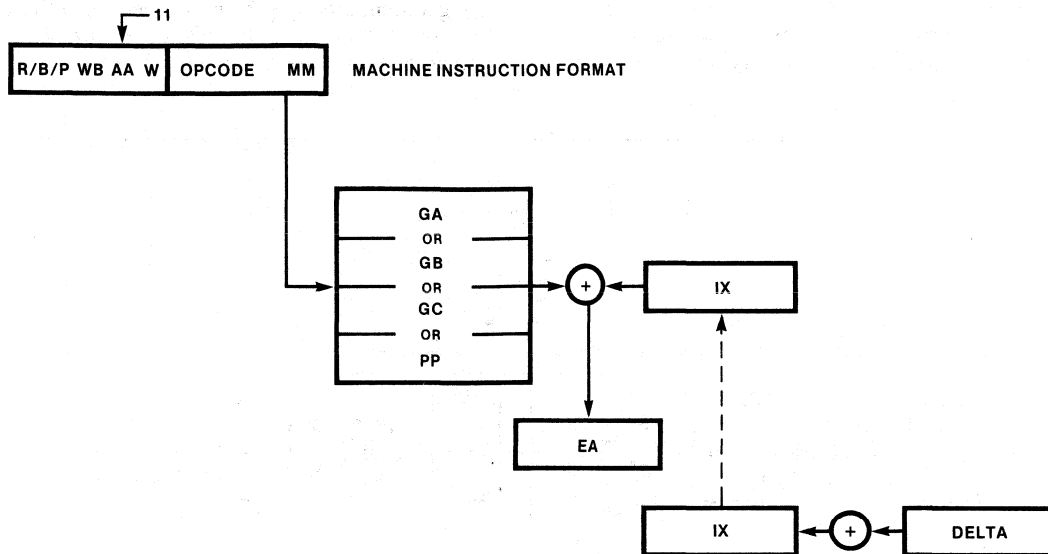 11
R/B/P WB AA W OPCODE MM MACHINE INSTRUCTION FORMAT
GA
OR
GB
OR
GC
OR
PP
+ IX
EA
IX + DELTA